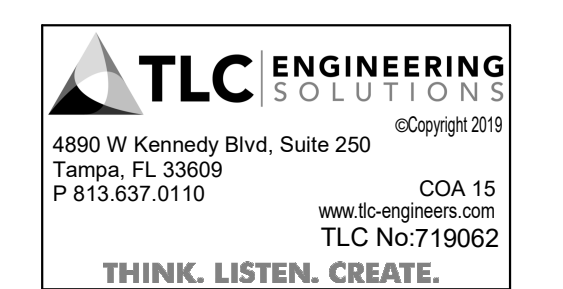 TLC ENGINEERING
SOLUTIONS
©Copyright 2019
4890 W Kennedy Blvd, Suite 250
Tampa, FL 33609
P 813.637.0110
COA 15
www.tlc-engineers.com
TLC No:719062
THINK. LISTEN. CREATE.